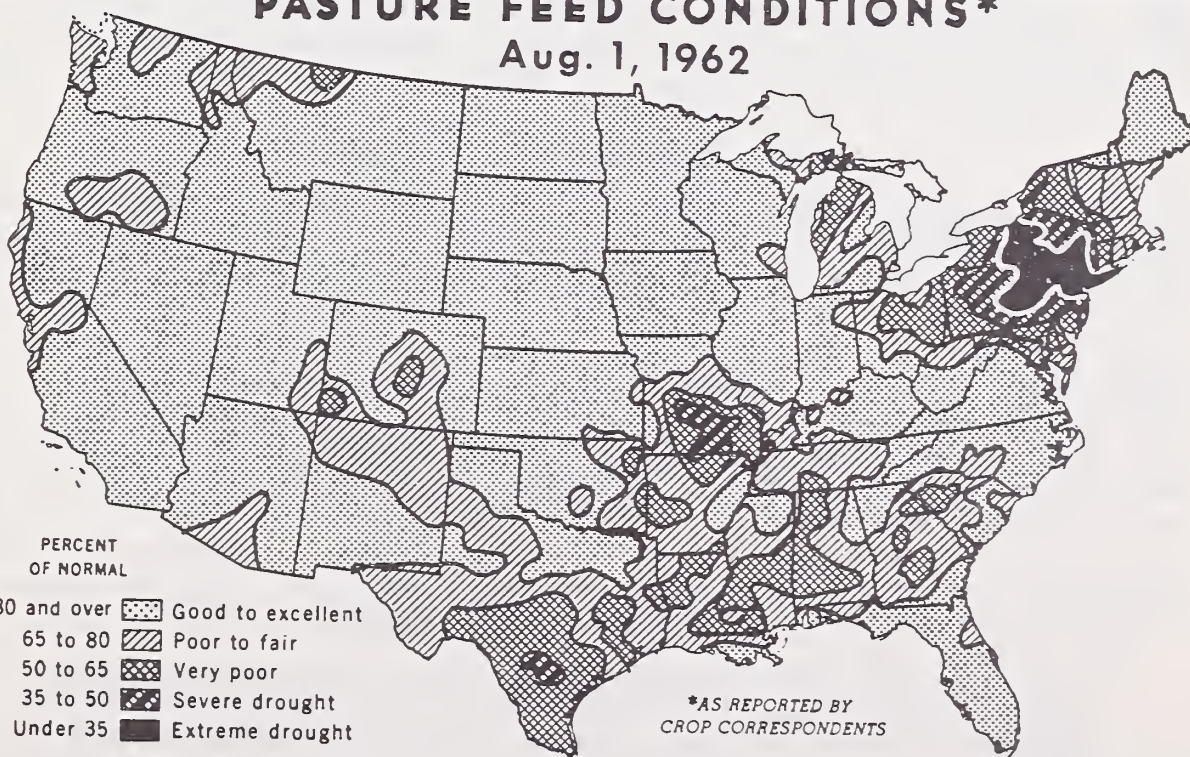 PASTURE FEED CONDITIONS*
Aug. 1, 1962
PERCENT
OF NORMAL
80 and over Good to excellent
65 to 80 Poor to fair
50 to 65 Very poor
35 to 50 Severe drought
Under 35 Extreme drought
*AS REPORTED BY
CROP CORRESPONDENTS